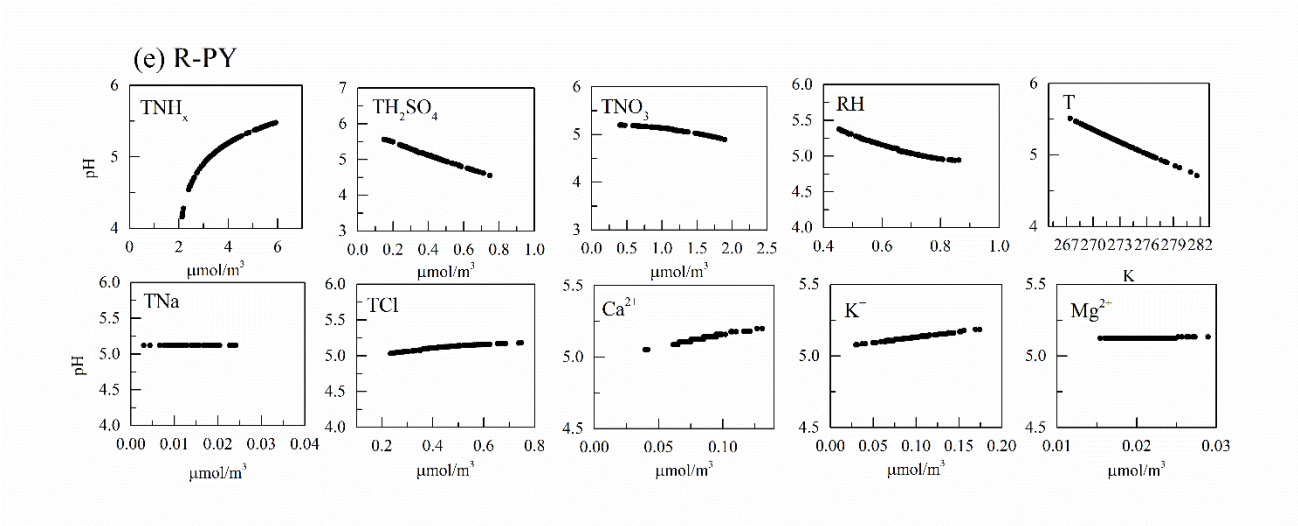 (e) R-PY
pH
6
5
4
TNHₓ
0 2 4 6
μmol/m³
7
6
5
4
3
TH₂SO₄
0.0 0.2 0.4 0.6 0.8 1.0
μmol/m³
6
5
4
3
TNO₃
0.0 0.5 1.0 1.5 2.0 2.5
μmol/m³
6.0
5.5
5.0
4.5
4.0
RH
0.4 0.6 0.8 1.0
6
5
4
T
267 270 273 276 279 282
K
pH
6.0
5.5
5.0
4.5
4.0
TNa
0.00 0.01 0.02 0.03 0.04
μmol/m³
6.0
5.5
5.0
4.5
4.0
TCl
0.2 0.4 0.6 0.8
μmol/m³
5.5
5.0
4.5
Ca²⁺
0.00 0.05 0.10
μmol/m³
5.5
5.0
4.5
K⁺
0.00 0.05 0.10 0.15 0.20
μmol/m³
5.5
5.0
4.5
Mg²⁺
0.01 0.02 0.03
μmol/m³